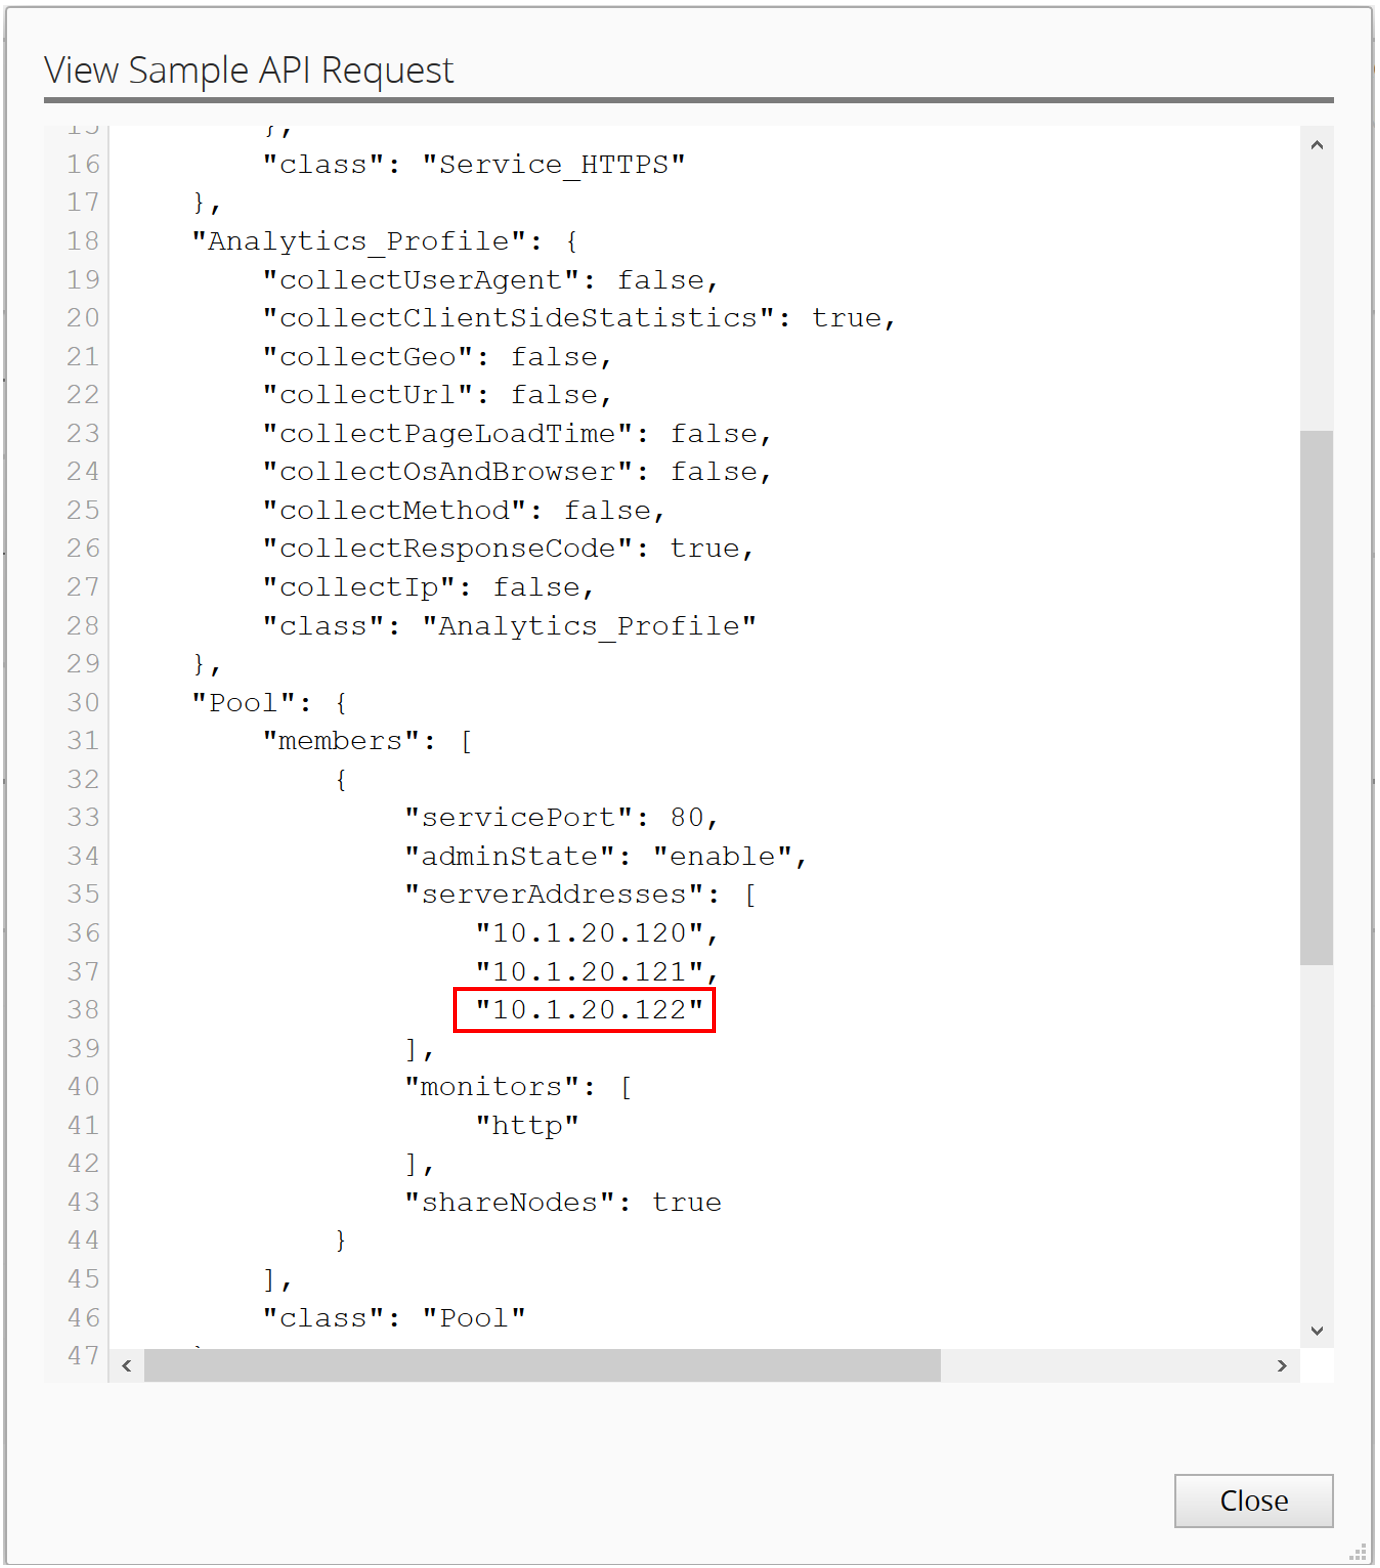 View Sample API Request
15 },
16 "class": "Service_HTTPS"
17 },
18 "Analytics_Profile": {
19 "collectUserAgent": false,
20 "collectClientSideStatistics": true,
21 "collectGeo": false,
22 "collectUrl": false,
23 "collectPageLoadTime": false,
24 "collectOsAndBrowser": false,
25 "collectMethod": false,
26 "collectResponseCode": true,
27 "collectIp": false,
28 "class": "Analytics_Profile"
29 },
30 "Pool": {
31 "members": [
32 {
33 "servicePort": 80,
34 "adminState": "enable",
35 "serverAddresses": [
36 "10.1.20.120",
37 "10.1.20.121",
38 "10.1.20.122"
39 ],
40 "monitors": [
41 "http"
42 ],
43 "shareNodes": true
44 }
45 ],
46 "class": "Pool"
47
Close